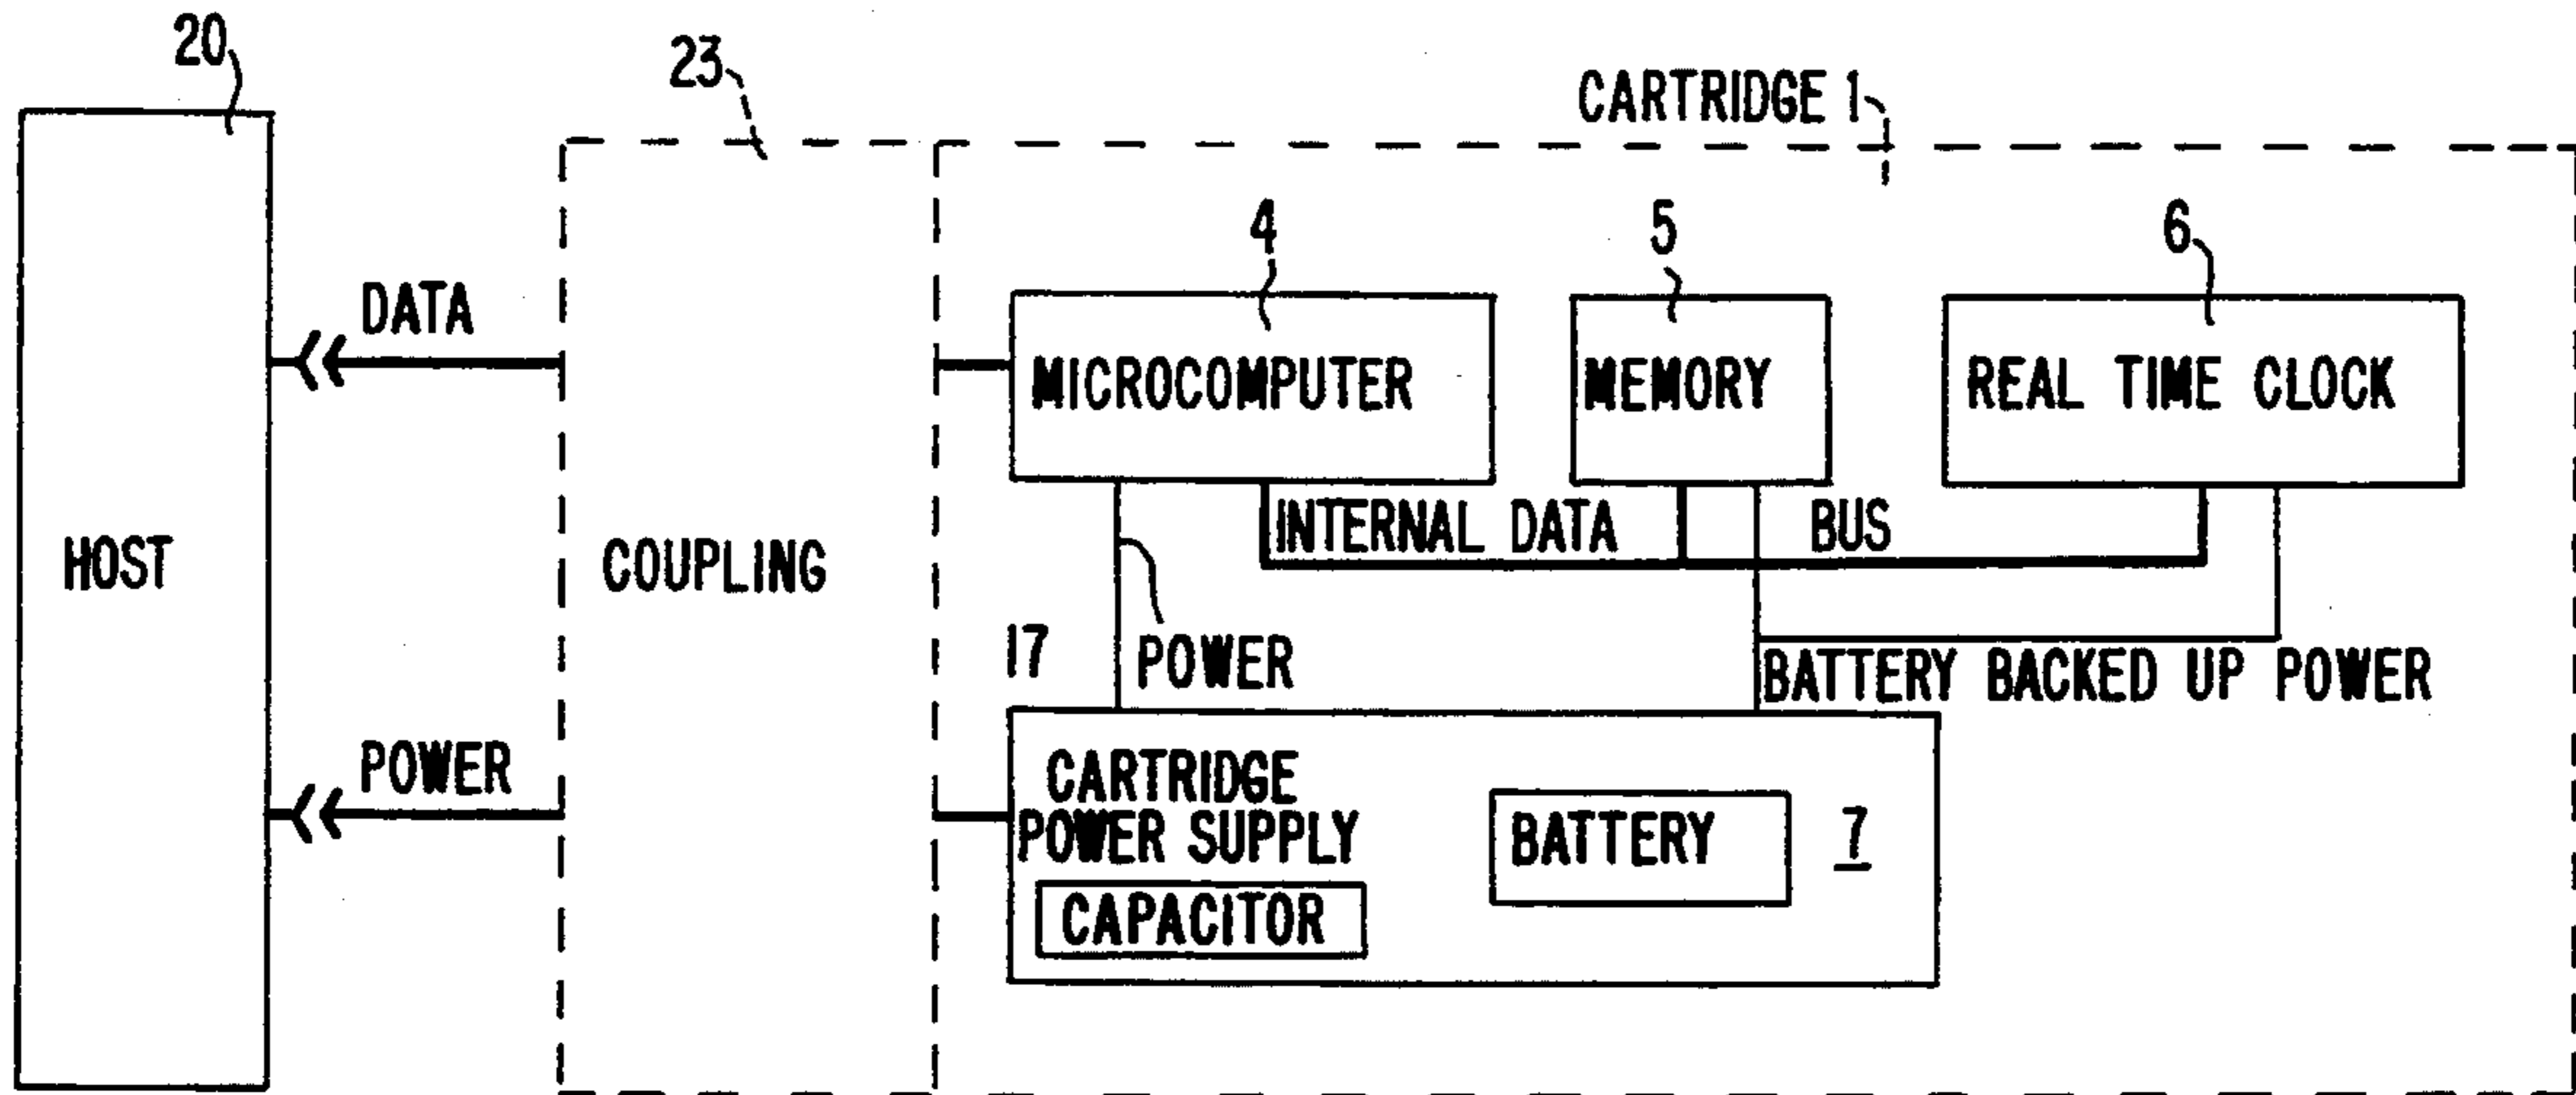 20
23
CARTRIDGE 1
4
5
6
DATA
MICROCOMPUTER
MEMORY
REAL TIME CLOCK
INTERNAL DATA BUS
HOST
COUPLING
17
POWER
BATTERY BACKED UP POWER
POWER
CARTRIDGE
POWER SUPPLY
BATTERY
7
CAPACITOR